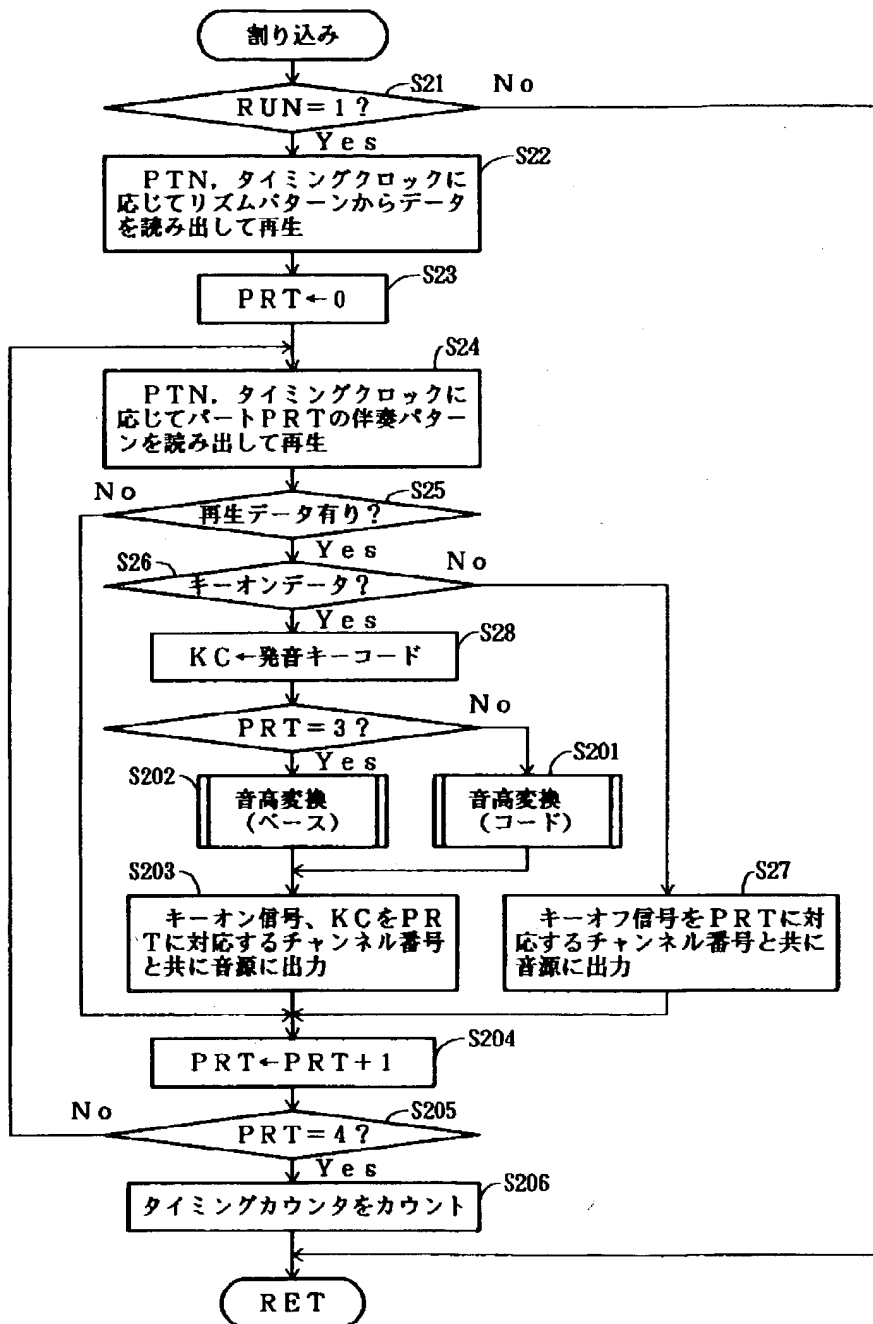 割り込み
S21
No
RUN=1?
Yes
S22
PTN,タイミングクロックに
応じてリズムパターンからデータ
を読み出して再生
S23
PRT←0
S24
PTN,タイミングクロックに
応じてパートPRTの伴奏パター
ンを読み出して再生
No
S25
再生データ有り?
Yes
S26
No
キーオンデータ?
Yes
S28
KC←発音キーコード
No
PRT=3?
Yes
S202
S201
音高変換
(ベース)
音高変換
(コード)
S203
S27
キーオン信号、KCをPR
Tに対応するチャンネル番号
と共に音源に出力
キーオフ信号をPRTに対
応するチャンネル番号と共に
音源に出力
S204
PRT←PRT+1
No
S205
PRT=4?
Yes
S206
タイミングカウンタをカウント
RET